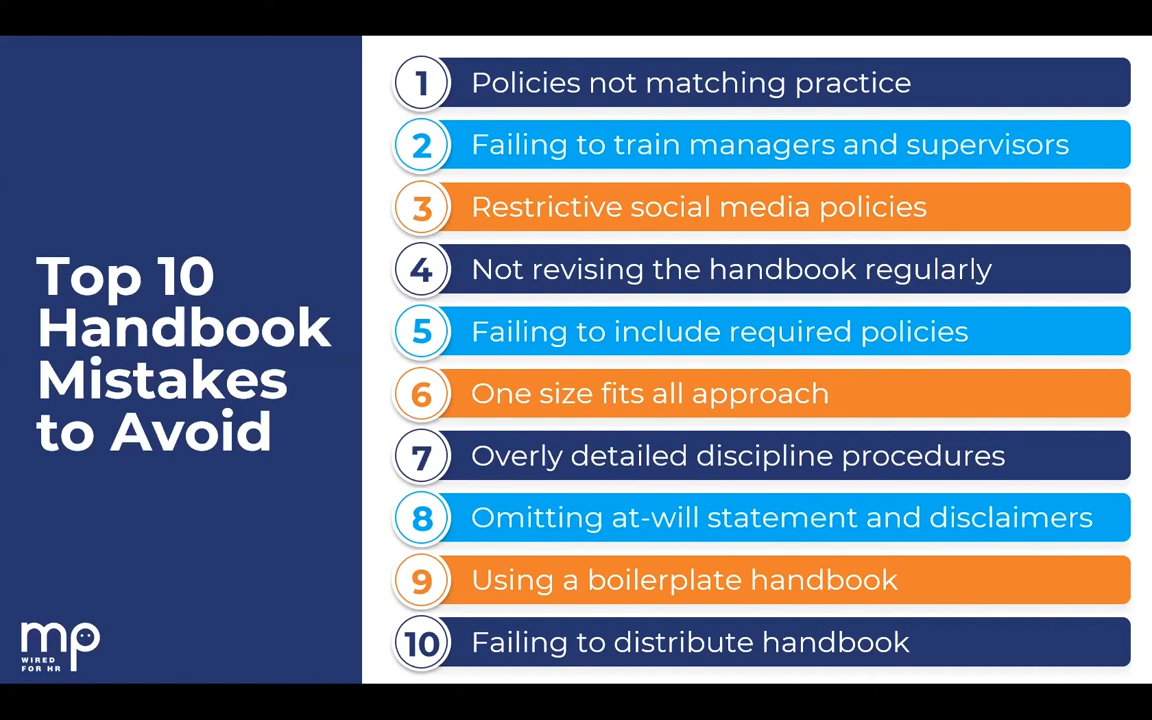 Top 10
Handbook
Mistakes
to Avoid
mp
WIRED
FOR HR
1 Policies not matching practice
2 Failing to train managers and supervisors
3 Restrictive social media policies
4 Not revising the handbook regularly
5 Failing to include required policies
6 One size fits all approach
7 Overly detailed discipline procedures
8 Omitting at-will statement and disclaimers
9 Using a boilerplate handbook
10 Failing to distribute handbook